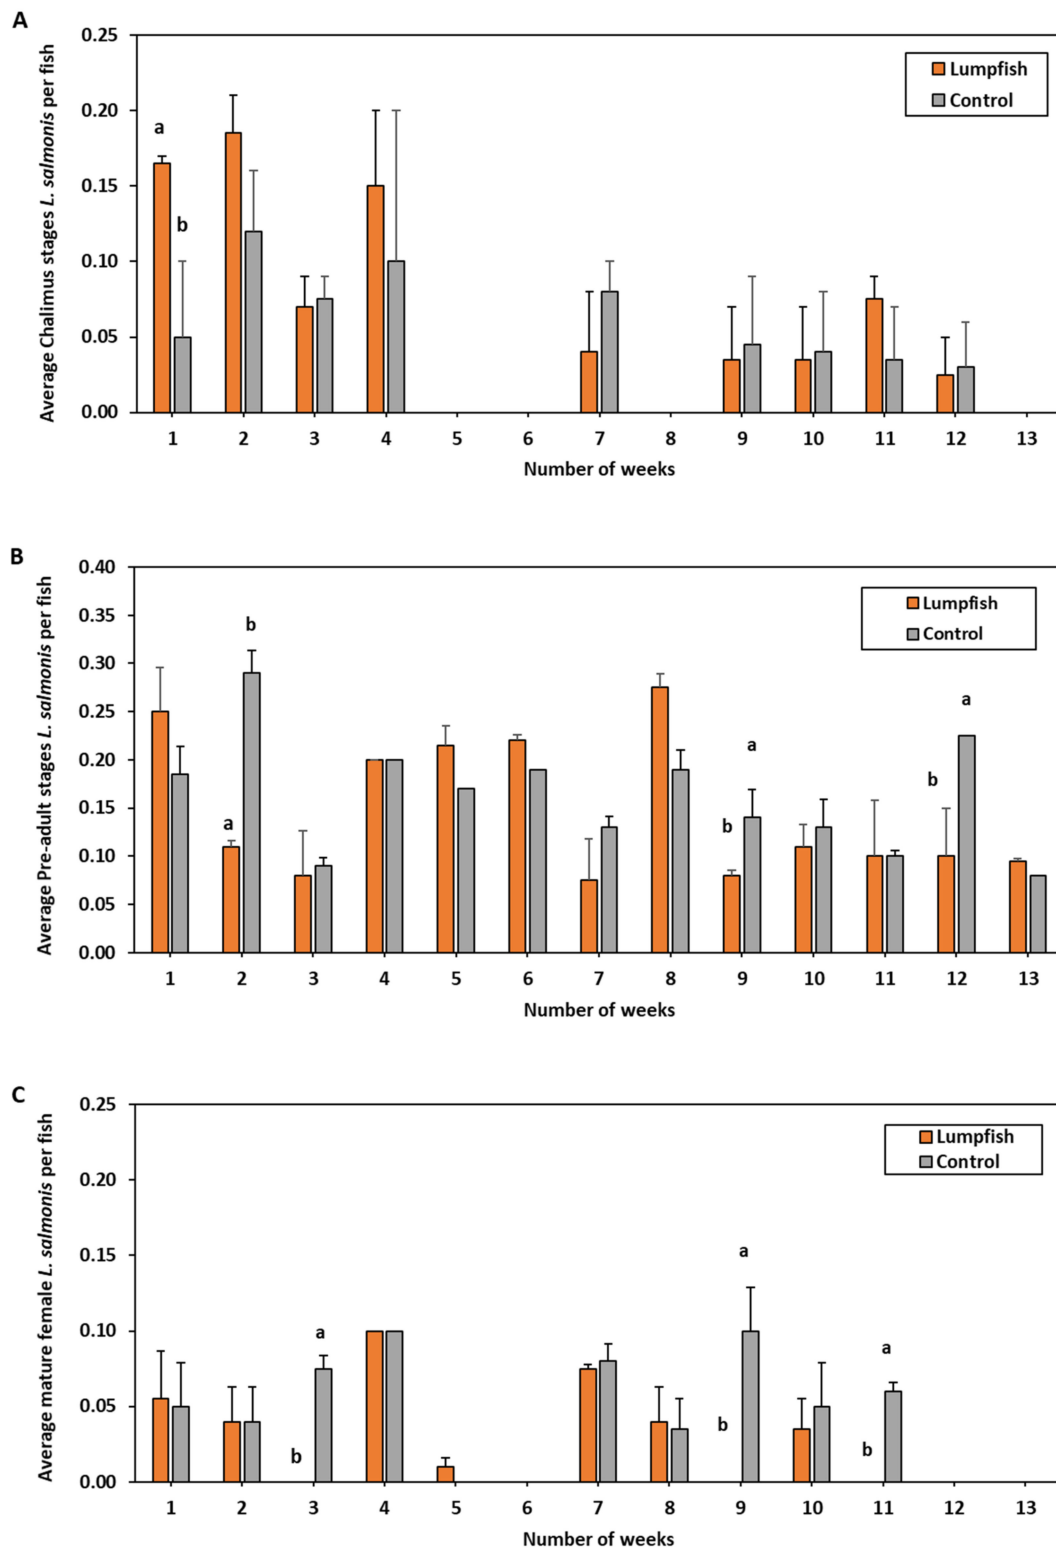 A
Average Chalimus stages L. salmonis per fish
0.25
0.20
0.15
0.10
0.05
0.00
Lumpfish
Control
a
b
1 2 3 4 5 6 7 8 9 10 11 12 13
Number of weeks
B
Average Pre-adult stages L. salmonis per fish
0.40
0.35
0.30
0.25
0.20
0.15
0.10
0.05
0.00
Lumpfish
Control
b
a
a
b
a
b
1 2 3 4 5 6 7 8 9 10 11 12 13
Number of weeks
C
Average mature female L. salmonis per fish
0.25
0.20
0.15
0.10
0.05
0.00
Lumpfish
Control
a
b
a
b
a
b
1 2 3 4 5 6 7 8 9 10 11 12 13
Number of weeks